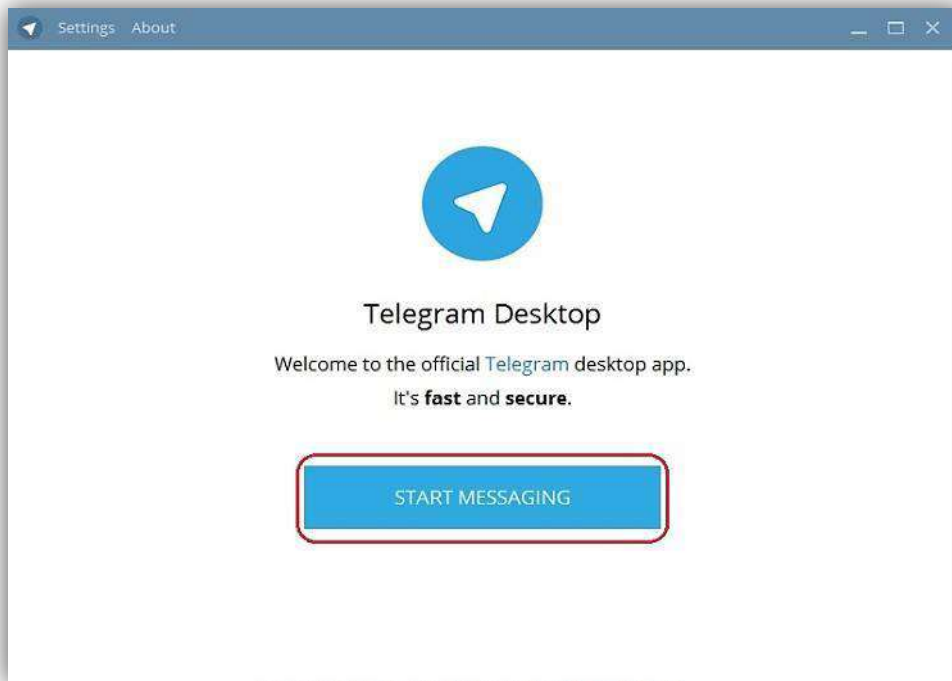 Settings About
Telegram Desktop
Welcome to the official Telegram desktop app.
It's fast and secure.
START MESSAGING